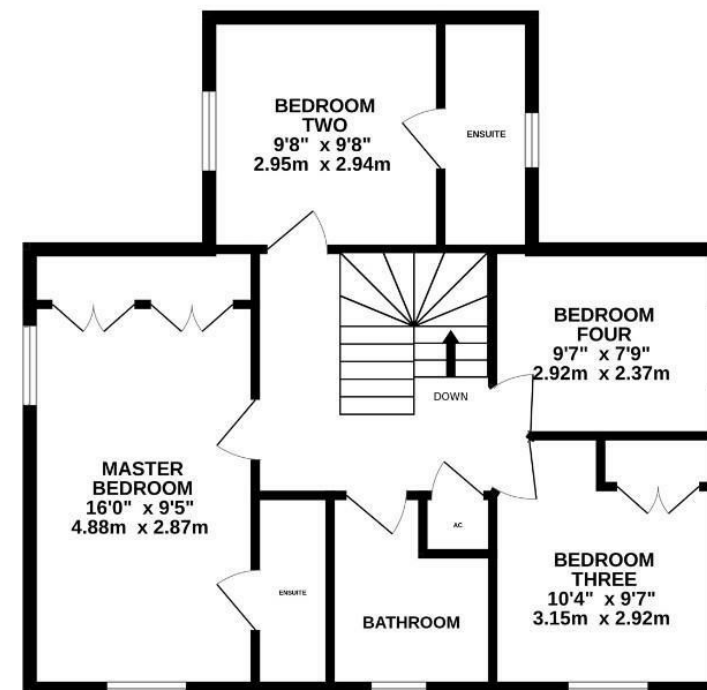 BEDROOM
TWO
9'8" x 9'8"
2.95m x 2.94m
ENSUITE
BEDROOM
FOUR
9'7" x 7'9"
2.92m x 2.37m
DOWN
MASTER
BEDROOM
16'0" x 9'5"
4.88m x 2.87m
AC
ENSUITE
BATHROOM
BEDROOM
THREE
10'4" x 9'7"
3.15m x 2.92m